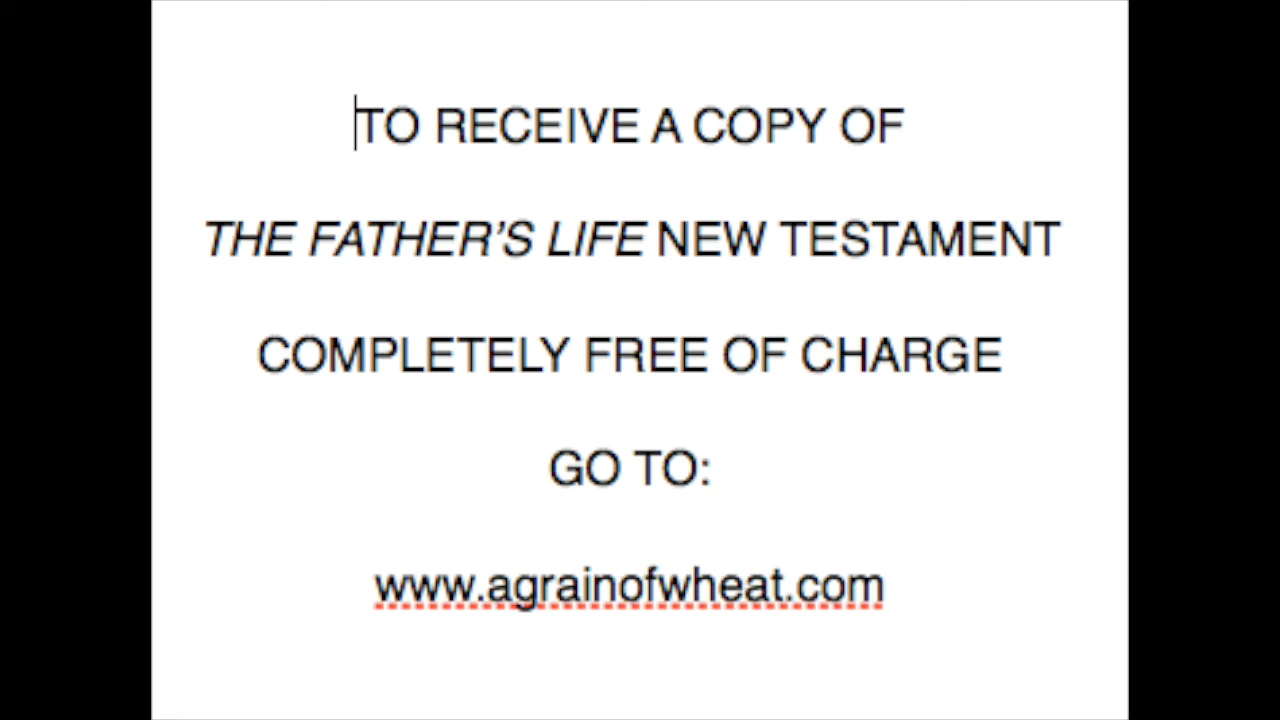 TO RECEIVE A COPY OF
THE FATHER’S LIFE NEW TESTAMENT
COMPLETELY FREE OF CHARGE
GO TO:
www.agrainofwheat.com